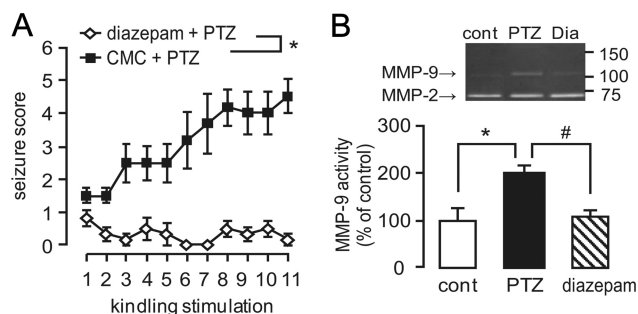 A
diazepam + PTZ
CMC + PTZ
*
6
5
4
3
2
1
0
seizure score
1 2 3 4 5 6 7 8 9 10 11
kindling stimulation
B
cont PTZ Dia
150
MMP-9→ 100
MMP-2→ 75
300
200
100
0
MMP-9 activity
(% of control)
* #
cont PTZ diazepam